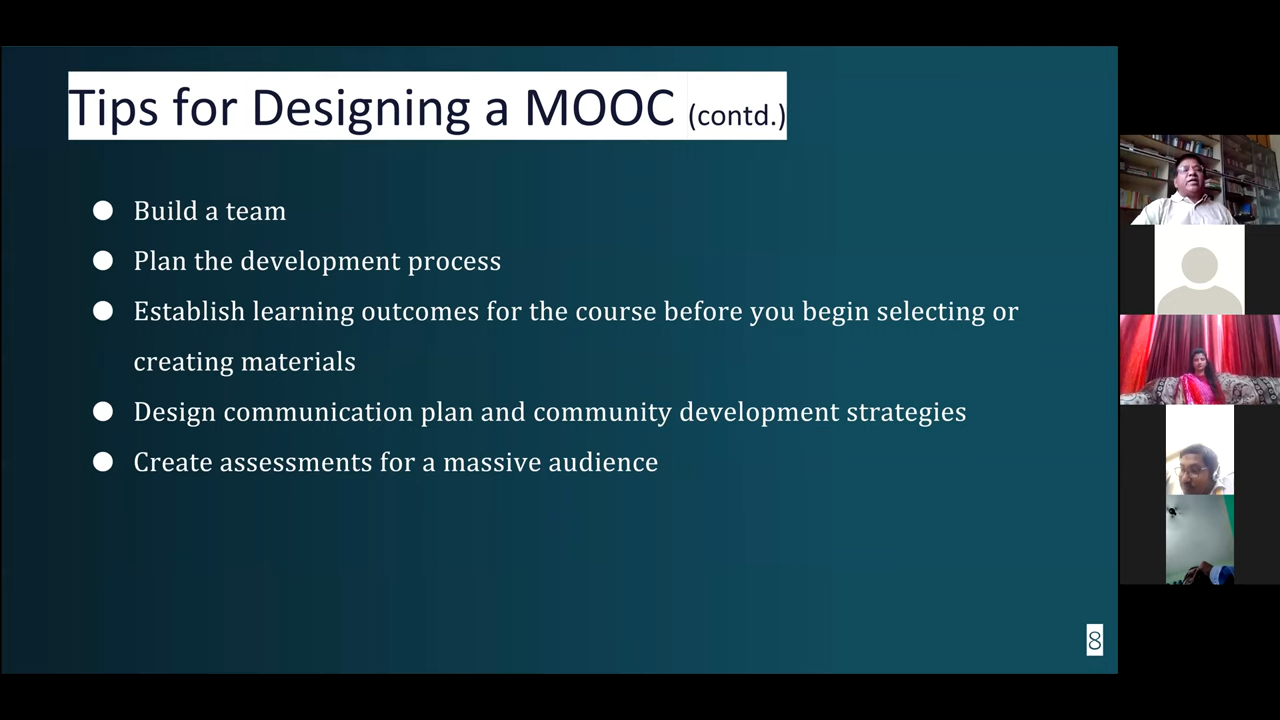 Tips for Designing a MOOC (contd.)
● Build a team
● Plan the development process
● Establish learning outcomes for the course before you begin selecting or
creating materials
● Design communication plan and community development strategies
● Create assessments for a massive audience
8